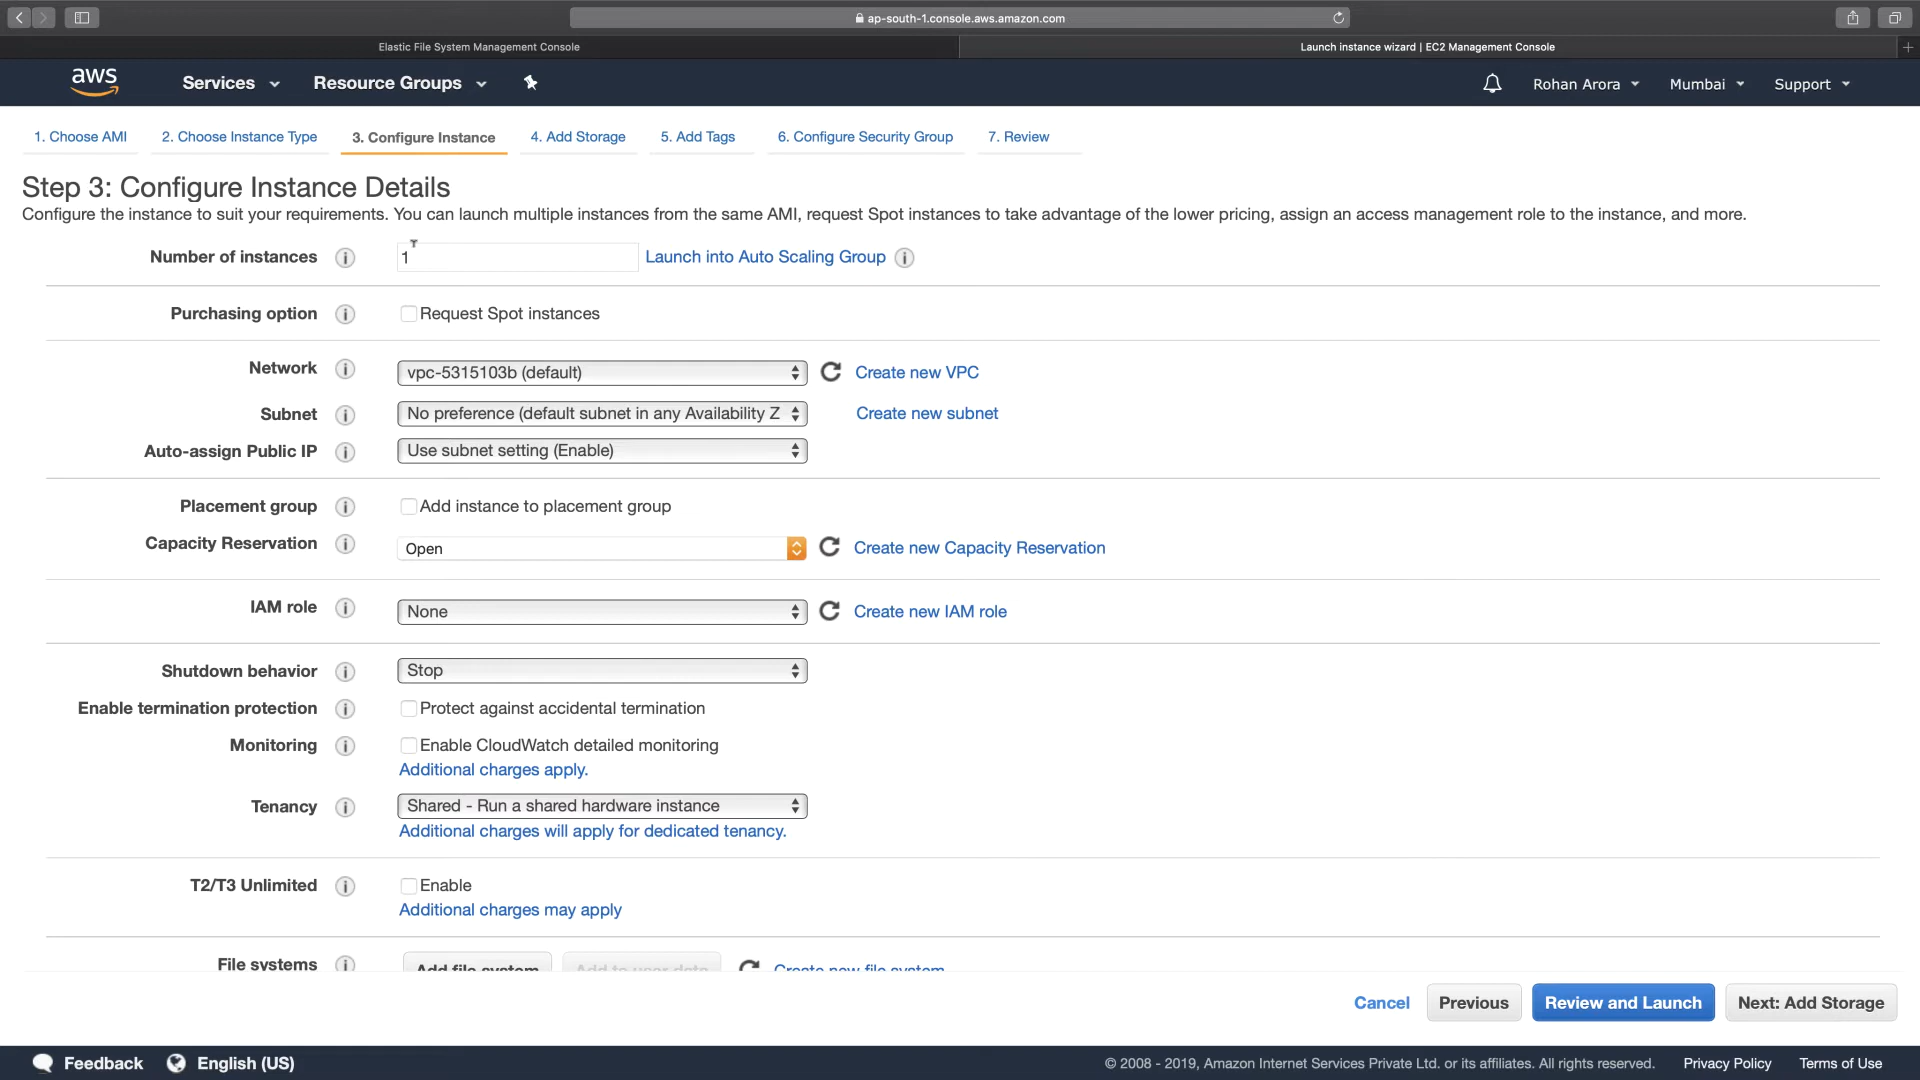 ap-south-1.console.aws.amazon.com
Elastic File System Management Console
Launch instance wizard | EC2 Management Console
aws
Services
Resource Groups
Rohan Arora
Mumbai
Support
1. Choose AMI
2. Choose Instance Type
3. Configure Instance
4. Add Storage
5. Add Tags
6. Configure Security Group
7. Review
Step 3: Configure Instance Details
Configure the instance to suit your requirements. You can launch multiple instances from the same AMI, request Spot instances to take advantage of the lower pricing, assign an access management role to the instance, and more.
Number of instances
1
Launch into Auto Scaling Group
Purchasing option
Request Spot instances
Network
vpc-5315103b (default)
Create new VPC
Subnet
No preference (default subnet in any Availability Z
Create new subnet
Auto-assign Public IP
Use subnet setting (Enable)
Placement group
Add instance to placement group
Capacity Reservation
Open
Create new Capacity Reservation
IAM role
None
Create new IAM role
Shutdown behavior
Stop
Enable termination protection
Protect against accidental termination
Monitoring
Enable CloudWatch detailed monitoring
Additional charges apply.
Tenancy
Shared - Run a shared hardware instance
Additional charges will apply for dedicated tenancy.
T2/T3 Unlimited
Enable
Additional charges may apply
File systems
Add file system
Add to user data
Create new file system
Cancel
Previous
Review and Launch
Next: Add Storage
Feedback
English (US)
© 2008 - 2019, Amazon Internet Services Private Ltd. or its affiliates. All rights reserved.
Privacy Policy
Terms of Use